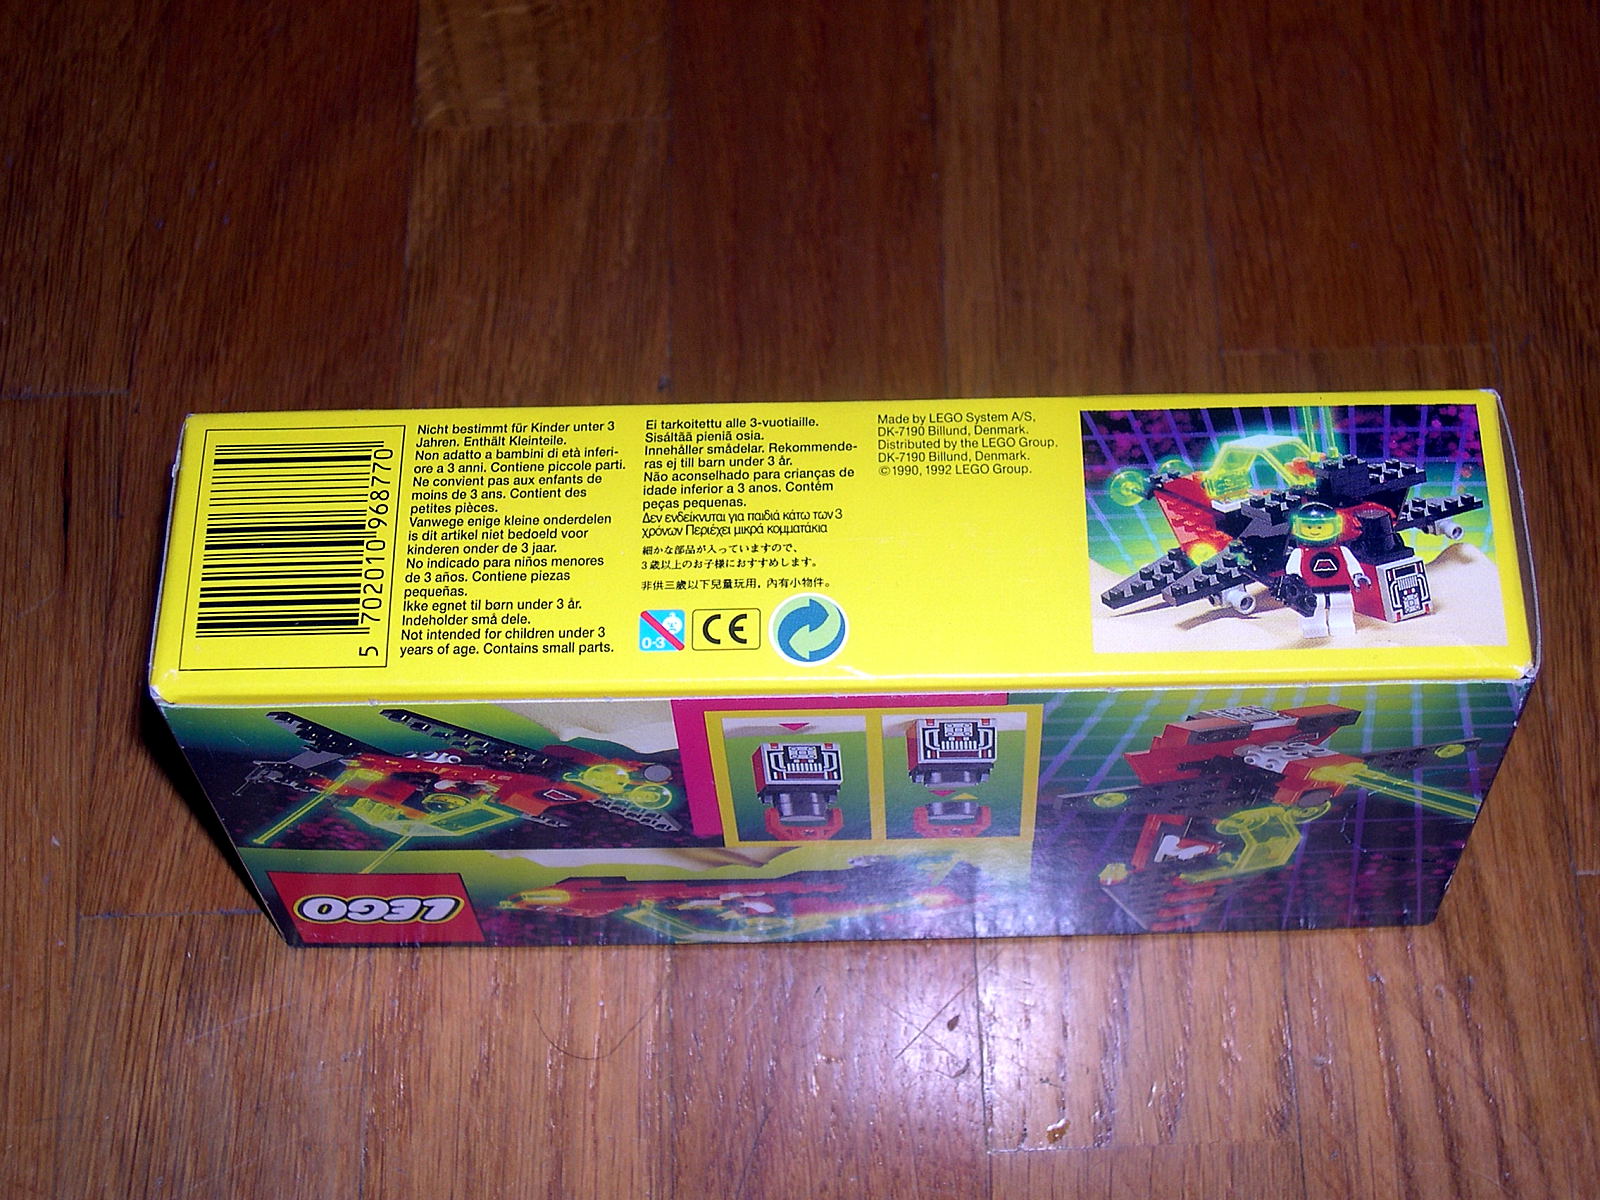 5 702010 968770
Nicht bestimmt für Kinder unter 3
Jahren. Enthält Kleinteile.
Non adatto a bambini di età inferi-
ore a 3 anni. Contiene piccole parti.
Ne convient pas aux enfants de
moins de 3 ans. Contient des
petites pièces.
Vanwege enige kleine onderdelen
is dit artikel niet bedoeld voor
kinderen onder de 3 jaar.
No indicado para niños menores
de 3 años. Contiene piezas
pequeñas.
Ikke egnet til børn under 3 år.
Indeholder små dele.
Not intended for children under 3
years of age. Contains small parts.
Ei tarkoitettu alle 3-vuotiaille.
Sisältää pieniä osia.
Innehåller smådelar. Rekommende-
ras ej till barn under 3 år.
Não aconselhado para crianças de
idade inferior a 3 anos. Contém
peças pequenas.
Δεν ενδείκνυται για παιδιά κάτω των 3
χρόνων Περιέχει μικρά κομματάκια
細かな部品が入っていますので、
3歳以上のお子様におすすめします。
非供三歲以下兒童玩用，內有小物件。
0-3
CE
Made by LEGO System A/S,
DK-7190 Billund, Denmark.
Distributed by the LEGO Group,
DK-7190 Billund, Denmark.
©1990, 1992 LEGO Group.
LEGO